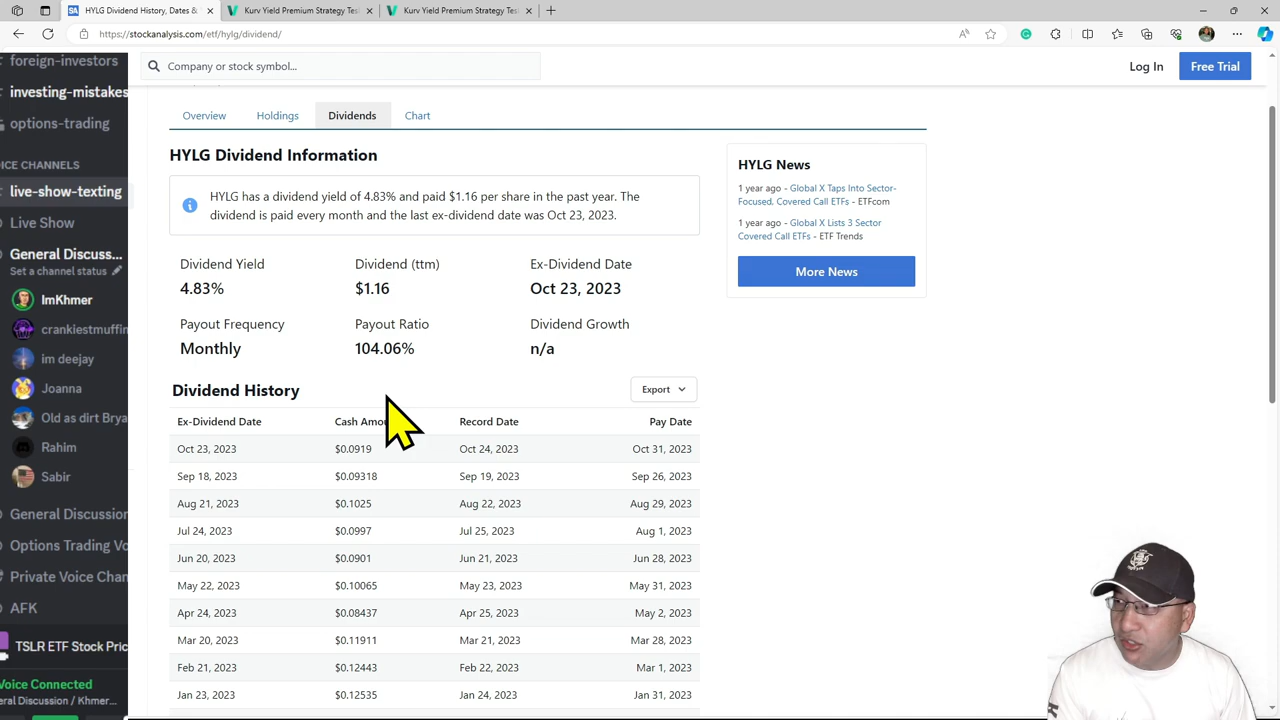 HYLG Dividend History, Dates &
Kurv Yield Premium Strategy Tes
Kurv Yield Premium Strategy Tes
https://stockanalysis.com/etf/hylg/dividend/
foreign-investors
investing-mistakes
options-trading
ICE CHANNELS
live-show-texting
Live Show
General Discuss...
Set a channel status
ImKhmer
crankiestmuffin
im deejay
Joanna
Old as dirt Brya
Rahim
Sabir
General Discussion
Options Trading Vo
Private Voice Chan
AFK
TSLR ETF Stock Pric
Voice Connected
eneral Discussion / Khmer...
Company or stock symbol...
Log In
Free Trial
Overview
Holdings
Dividends
Chart
HYLG Dividend Information
HYLG has a dividend yield of 4.83% and paid $1.16 per share in the past year. The
dividend is paid every month and the last ex-dividend date was Oct 23, 2023.
Dividend Yield Dividend (ttm) Ex-Dividend Date
4.83% $1.16 Oct 23, 2023
Payout Frequency Payout Ratio Dividend Growth
Monthly 104.06% n/a
Dividend History
Export
Ex-Dividend Date Cash Amou Record Date Pay Date
Oct 23, 2023 $0.0919 Oct 24, 2023 Oct 31, 2023
Sep 18, 2023 $0.09318 Sep 19, 2023 Sep 26, 2023
Aug 21, 2023 $0.1025 Aug 22, 2023 Aug 29, 2023
Jul 24, 2023 $0.0997 Jul 25, 2023 Aug 1, 2023
Jun 20, 2023 $0.0901 Jun 21, 2023 Jun 28, 2023
May 22, 2023 $0.10065 May 23, 2023 May 31, 2023
Apr 24, 2023 $0.08437 Apr 25, 2023 May 2, 2023
Mar 20, 2023 $0.11911 Mar 21, 2023 Mar 28, 2023
Feb 21, 2023 $0.12443 Feb 22, 2023 Mar 1, 2023
Jan 23, 2023 $0.12535 Jan 24, 2023 Jan 31, 2023
HYLG News
1 year ago - Global X Taps Into Sector-
Focused, Covered Call ETFs - ETFcom
1 year ago - Global X Lists 3 Sector
Covered Call ETFs - ETF Trends
More News